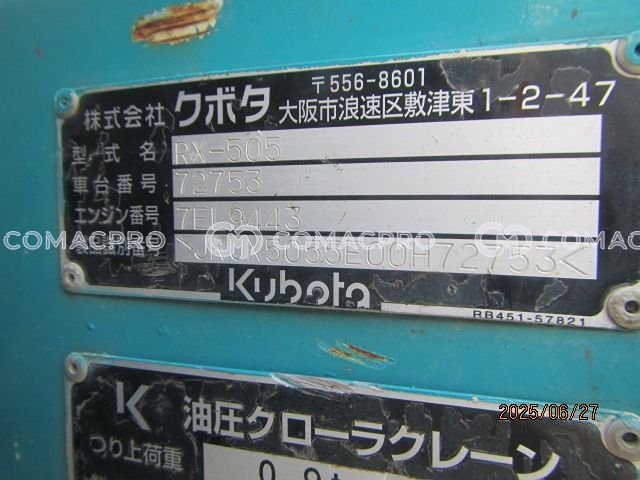 〒556-8601
株式会社 クボタ 大阪市浪速区敷津東1-2-47
型式名 RX-505
車台番号 72753
エンジン番号 7EL9443
COMACPRO COMACPRO COMACPRO
Kubota
RB451-57821
K 油圧クローラクレーン
2025/06/27
つり上荷重